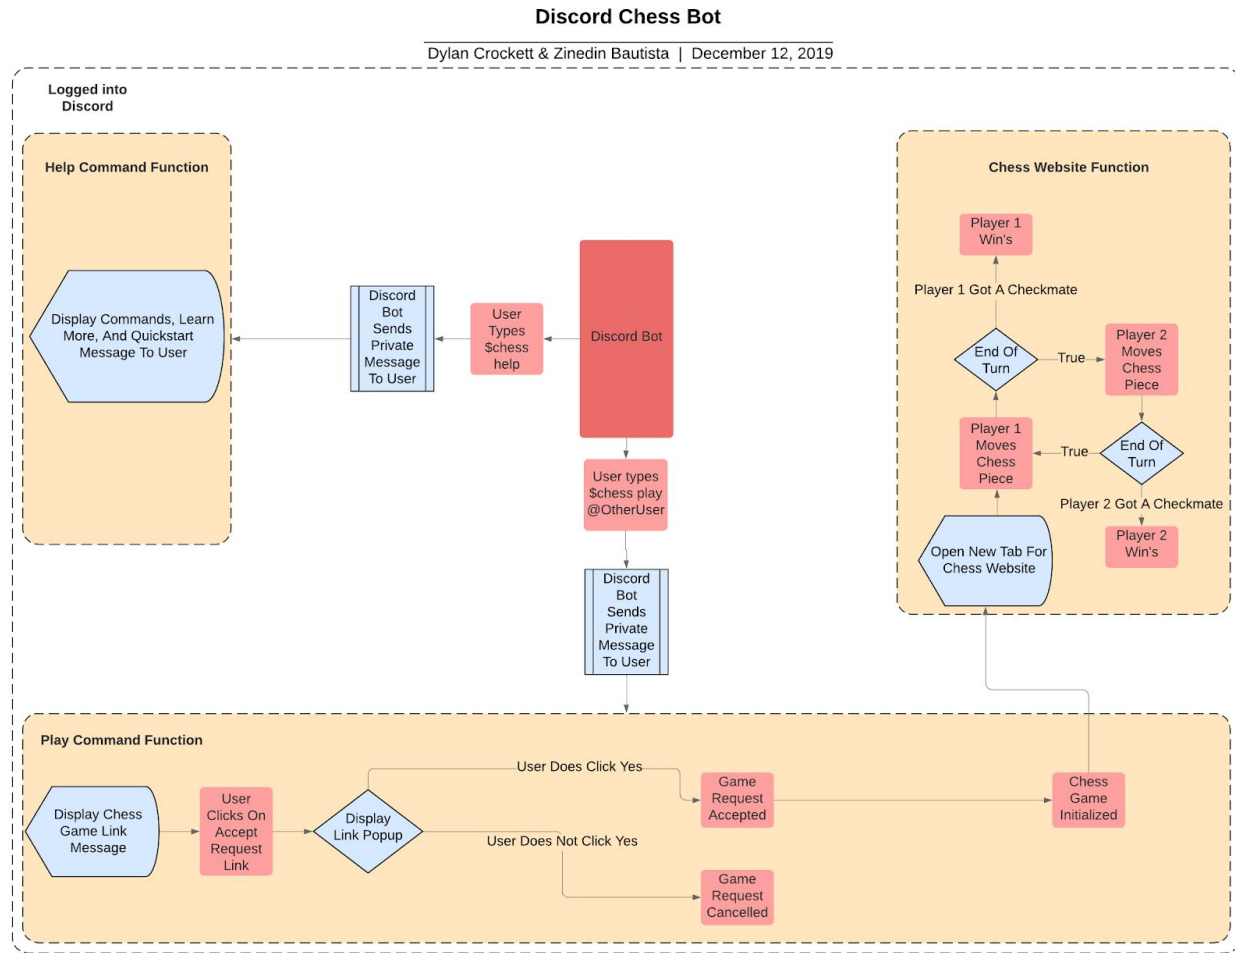 Discord Chess Bot
Dylan Crockett & Zinedin Bautista | December 12, 2019
Logged into
Discord
Help Command Function
Display Commands, Learn
More, And Quickstart
Message To User
Discord
Bot
Sends
Private
Message
To User
User
Types
$chess
help
Discord Bot
User types
$chess play
@OtherUser
Discord
Bot
Sends
Private
Message
To User
Chess Website Function
Player 1
Win's
Player 1 Got A Checkmate
End Of
Turn
True
Player 2
Moves
Chess
Piece
Player 1
Moves
Chess
Piece
True
End Of
Turn
Player 2 Got A Checkmate
Player 2
Win's
Open New Tab For
Chess Website
Play Command Function
Display Chess
Game Link
Message
User
Clicks On
Accept
Request
Link
Display
Link Popup
User Does Click Yes
User Does Not Click Yes
Game
Request
Accepted
Game
Request
Cancelled
Chess
Game
Initialized